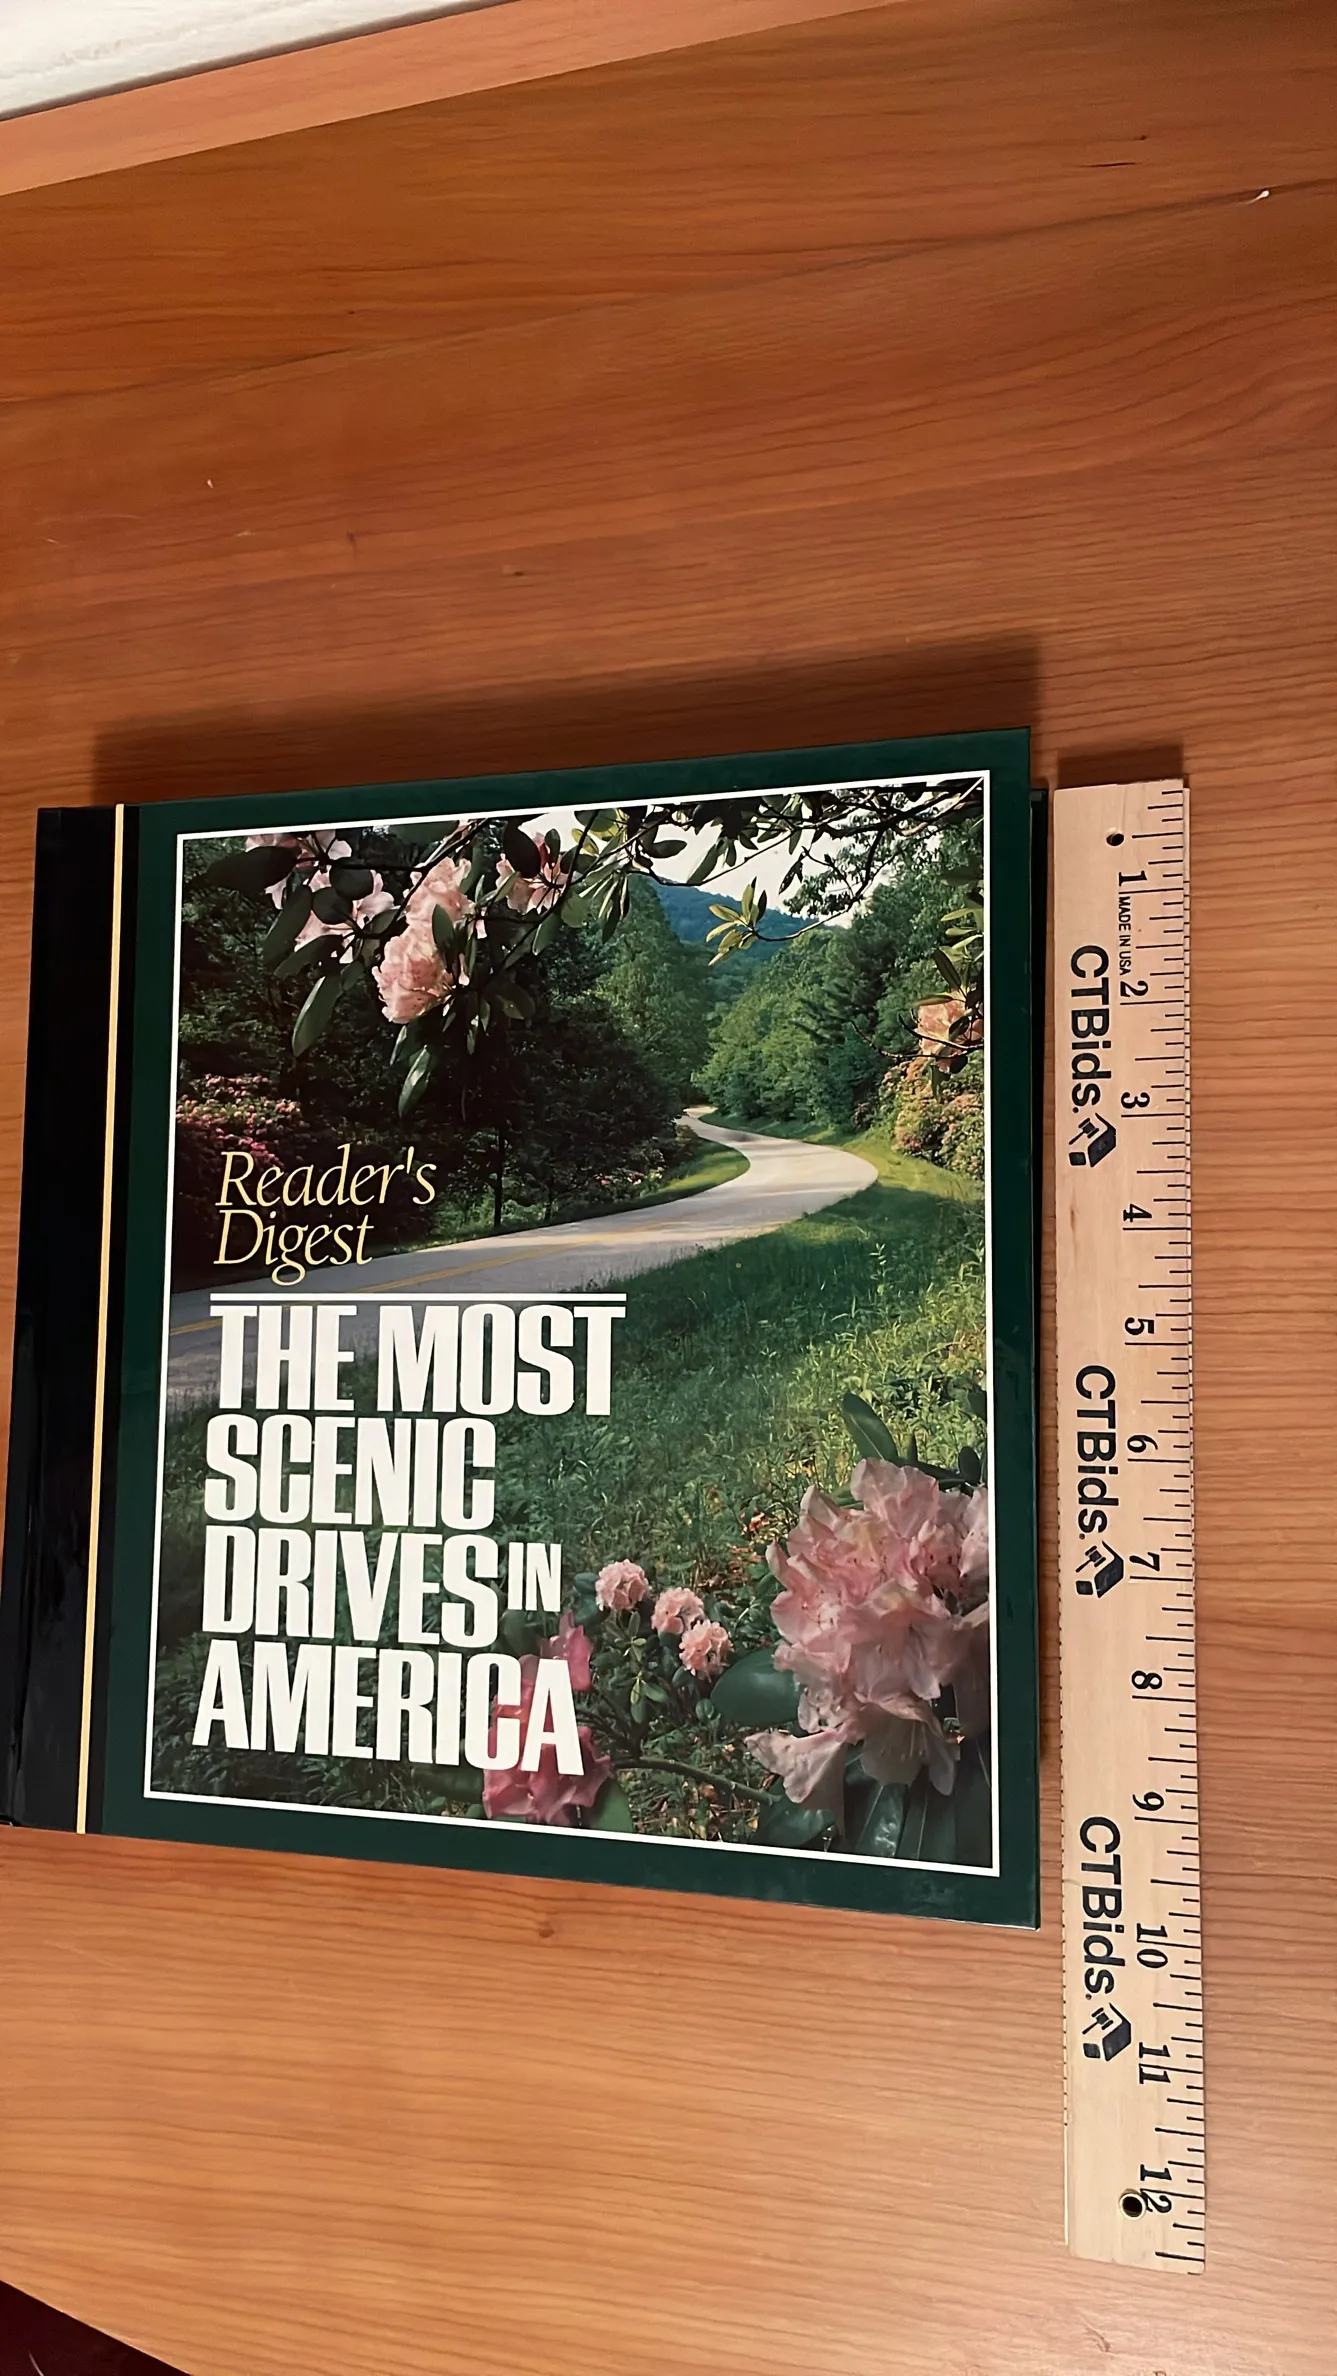 Reader's
Digest
THE MOST
SCENIC
DRIVES IN
AMERICA
1 MADE IN USA 2 3 4 5 6 7 8 9 10 11 12
CTBids. CTBids. CTBids.